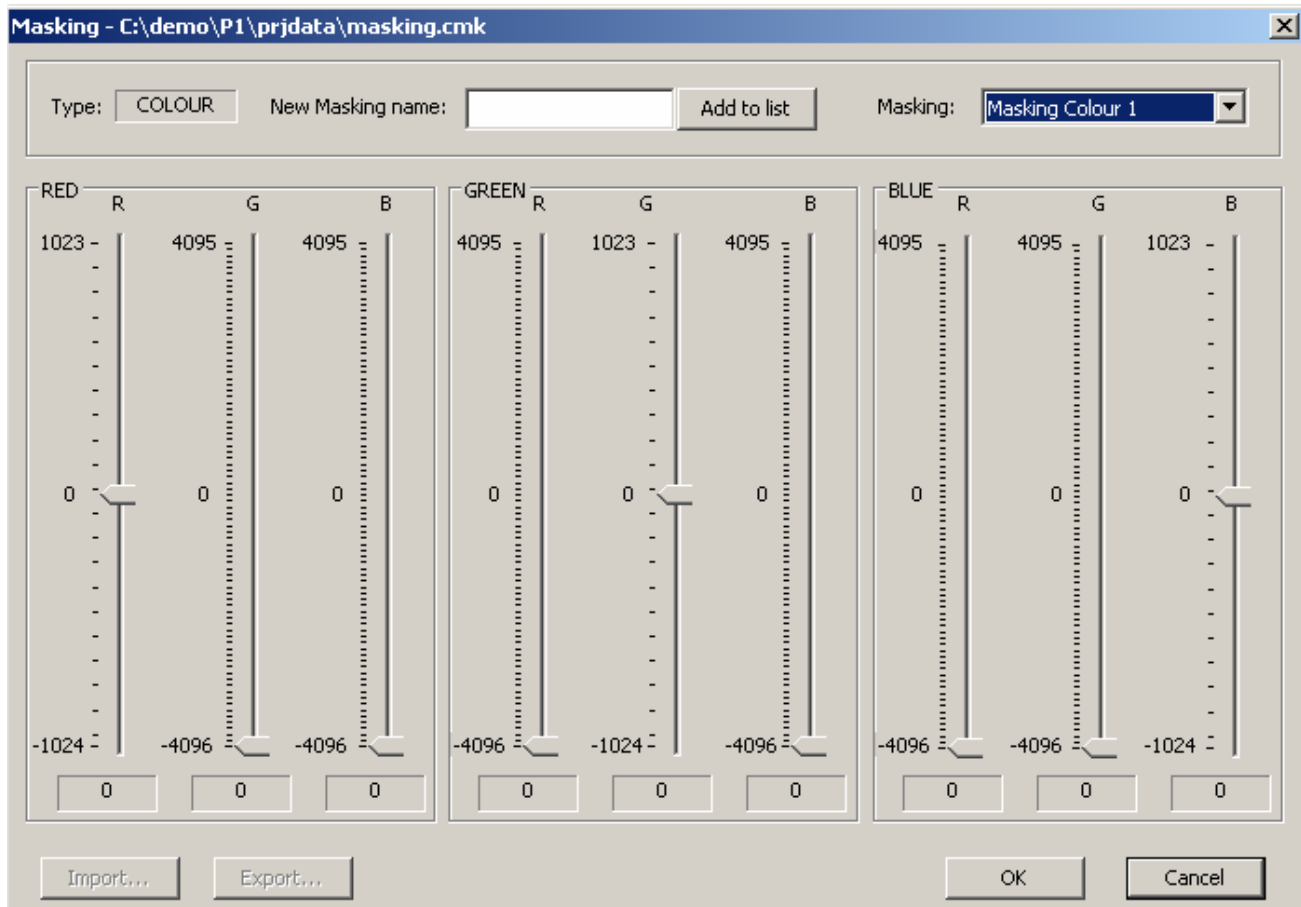 Masking - C:\demo\P1\prjdata\masking.cmk
Type: COLOUR New Masking name: Add to list Masking: Masking Colour 1
RED GREEN BLUE
R G B R G B R G B
1023 4095 4095 4095 1023 4095 4095 4095 1023
0 0 0 0 0 0 0 0 0
-1024 -4096 -4096 -4096 -1024 -4096 -4096 -4096 -1024
0 0 0 0 0 0 0 0 0
Import... Export... OK Cancel